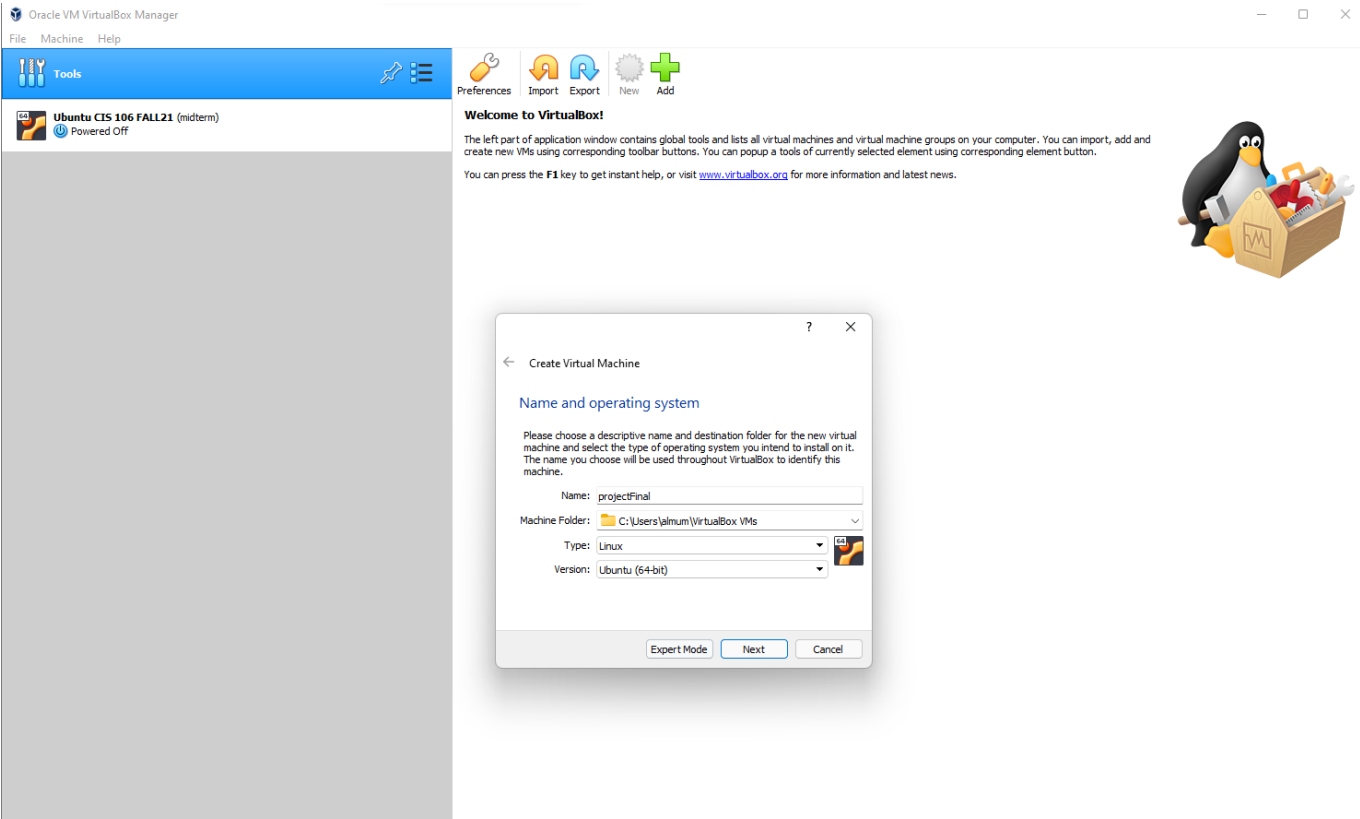 Oracle VM VirtualBox Manager
File Machine Help
Tools
Preferences Import Export New Add
64
Ubuntu CIS 106 FALL21 (midterm)
Powered Off
Welcome to VirtualBox!
The left part of application window contains global tools and lists all virtual machines and virtual machine groups on your computer. You can import, add and
create new VMs using corresponding toolbar buttons. You can popup a tools of currently selected element using corresponding element button.
You can press the F1 key to get instant help, or visit www.virtualbox.org for more information and latest news.
?
Create Virtual Machine
Name and operating system
Please choose a descriptive name and destination folder for the new virtual
machine and select the type of operating system you intend to install on it.
The name you choose will be used throughout VirtualBox to identify this
machine.
Name: projectFinal
Machine Folder: C:\Users\almum\VirtualBox VMs
Type: Linux
64
Version: Ubuntu (64-bit)
Expert Mode Next Cancel